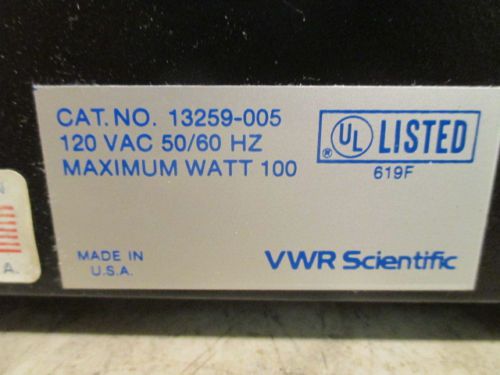 CAT. NO. 13259-005
120 VAC 50/60 HZ
MAXIMUM WATT 100
UL LISTED
®
619F
MADE IN
U.S.A.
VWR Scientific
N
A.